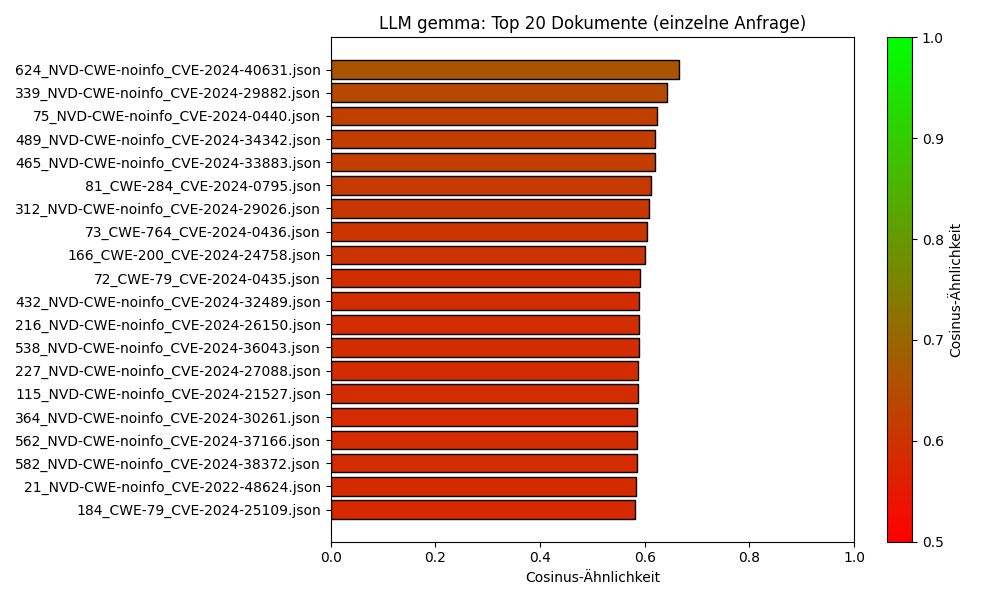 LLM gemma: Top 20 Dokumente (einzelne Anfrage)
624_NVD-CWE-noinfo_CVE-2024-40631.json
339_NVD-CWE-noinfo_CVE-2024-29882.json
75_NVD-CWE-noinfo_CVE-2024-0440.json
489_NVD-CWE-noinfo_CVE-2024-34342.json
465_NVD-CWE-noinfo_CVE-2024-33883.json
81_CWE-284_CVE-2024-0795.json
312_NVD-CWE-noinfo_CVE-2024-29026.json
73_CWE-764_CVE-2024-0436.json
166_CWE-200_CVE-2024-24758.json
72_CWE-79_CVE-2024-0435.json
432_NVD-CWE-noinfo_CVE-2024-32489.json
216_NVD-CWE-noinfo_CVE-2024-26150.json
538_NVD-CWE-noinfo_CVE-2024-36043.json
227_NVD-CWE-noinfo_CVE-2024-27088.json
115_NVD-CWE-noinfo_CVE-2024-21527.json
364_NVD-CWE-noinfo_CVE-2024-30261.json
562_NVD-CWE-noinfo_CVE-2024-37166.json
582_NVD-CWE-noinfo_CVE-2024-38372.json
21_NVD-CWE-noinfo_CVE-2022-48624.json
184_CWE-79_CVE-2024-25109.json
0.0 0.2 0.4 0.6 0.8 1.0
Cosinus-Ähnlichkeit
1.0
0.9
0.8
0.7
0.6
0.5
Cosinus-Ähnlichkeit